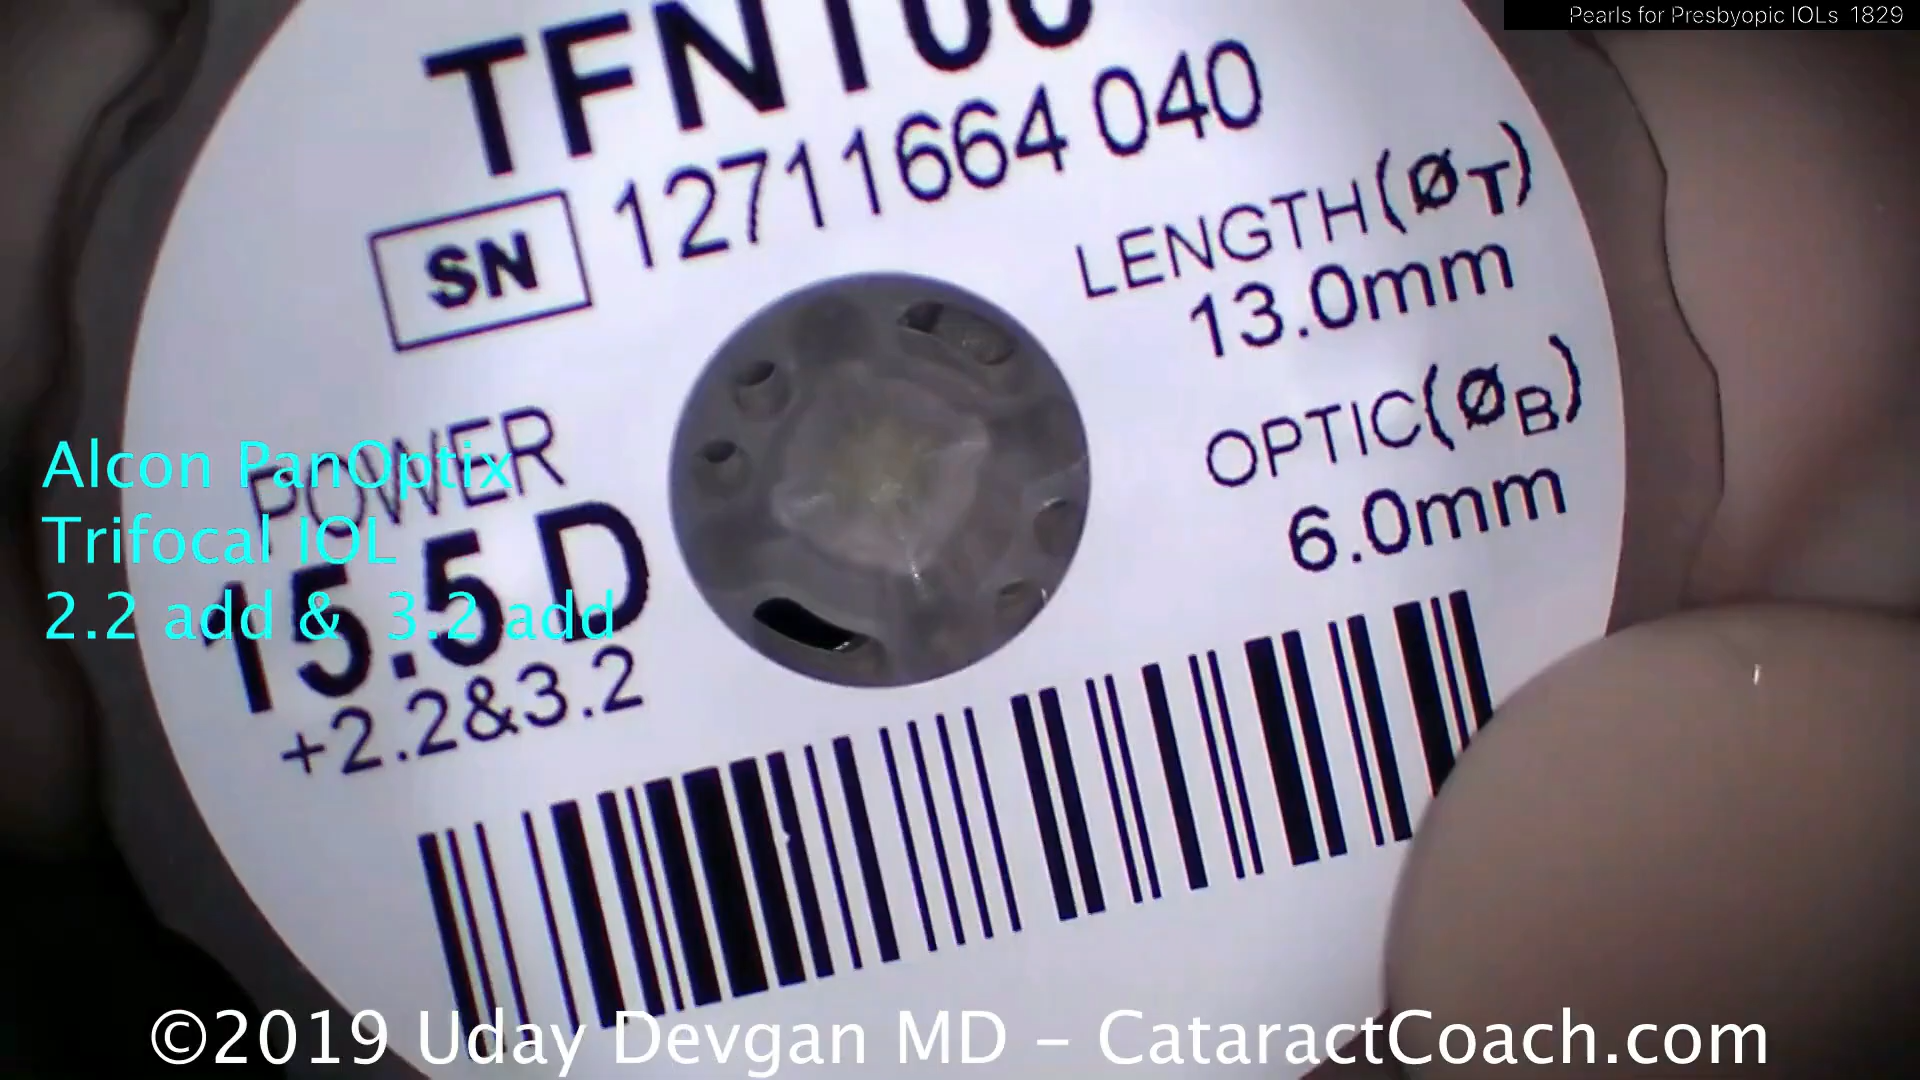 Pearls for Presbyopic IOLs 1829
TFNT00
SN 12711664 040
LENGTH(ØT)
13.0mm
OPTIC(ØB)
6.0mm
POWER
15.5 D
+2.2&3.2
Alcon PanOptix
Trifocal IOL
2.2 add & 3.2 add
©2019 Uday Devgan MD - CataractCoach.com